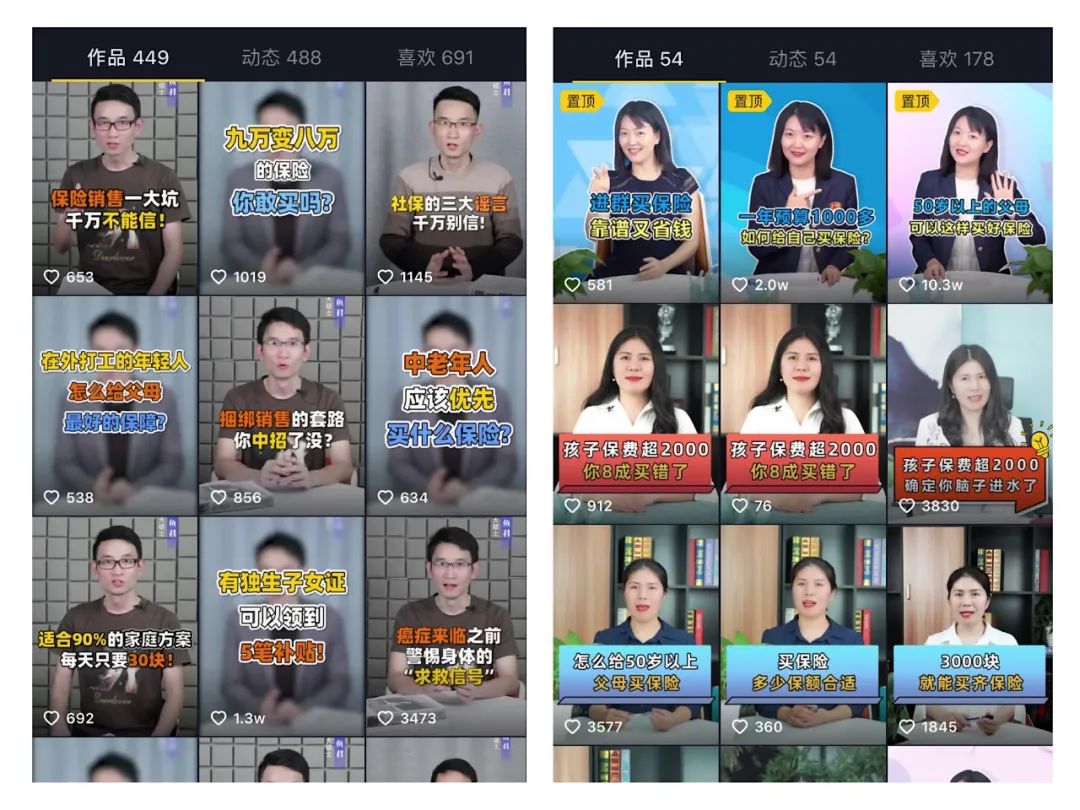 作品 449
动态 488
喜欢 691
保险销售一大坑
千万不能信!
653
九万变八万
的保险
你敢买吗?
1019
社保的三大谣言
千万别信!
1145
在外打工的年轻人
怎么给父母
最好的保障?
538
捆绑销售的套路
你中招了没?
856
中老年人
应该优先
买什么保险?
634
适合90%的家庭方案
每天只要30块!
692
有独生子女证
可以领到
5笔补贴!
1.3w
癌症来临之前
警惕身体的
“求救信号”
3473
作品 54
动态 54
喜欢 178
置顶
进群买保险
靠谱又省钱
581
置顶
一年预算1000多
如何给自己买保险?
2.0w
置顶
50岁以上的父母
可以这样买好保险
10.3w
孩子保费超2000
你8成买错了
912
孩子保费超2000
你8成买错了
76
孩子保费超2000
确定你脑子进水了
3830
怎么给50岁以上
父母买保险
3577
买保险
多少保额合适
360
3000块
就能买齐保险
1845